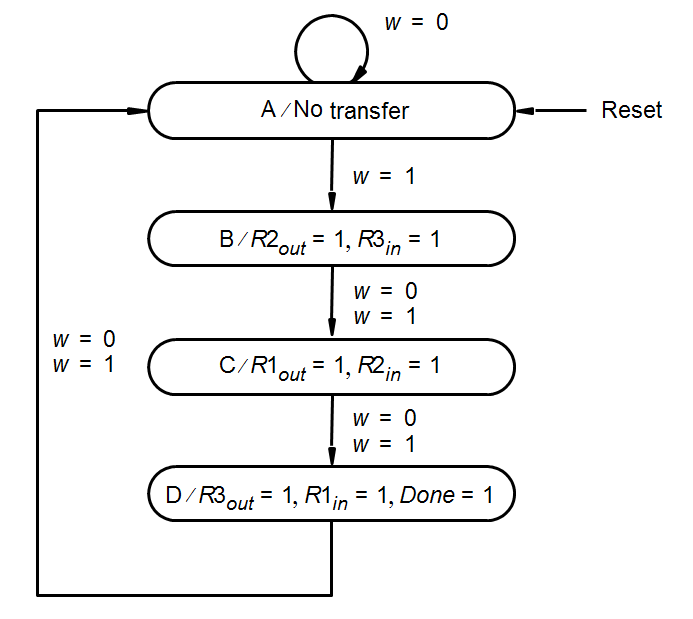 w = 0
A/No transfer
Reset
w = 1
B/R2out = 1, R3in = 1
w = 0
w = 1
w = 0
w = 1
C/R1out = 1, R2in = 1
w = 0
w = 1
D/R3out = 1, R1in = 1, Done = 1